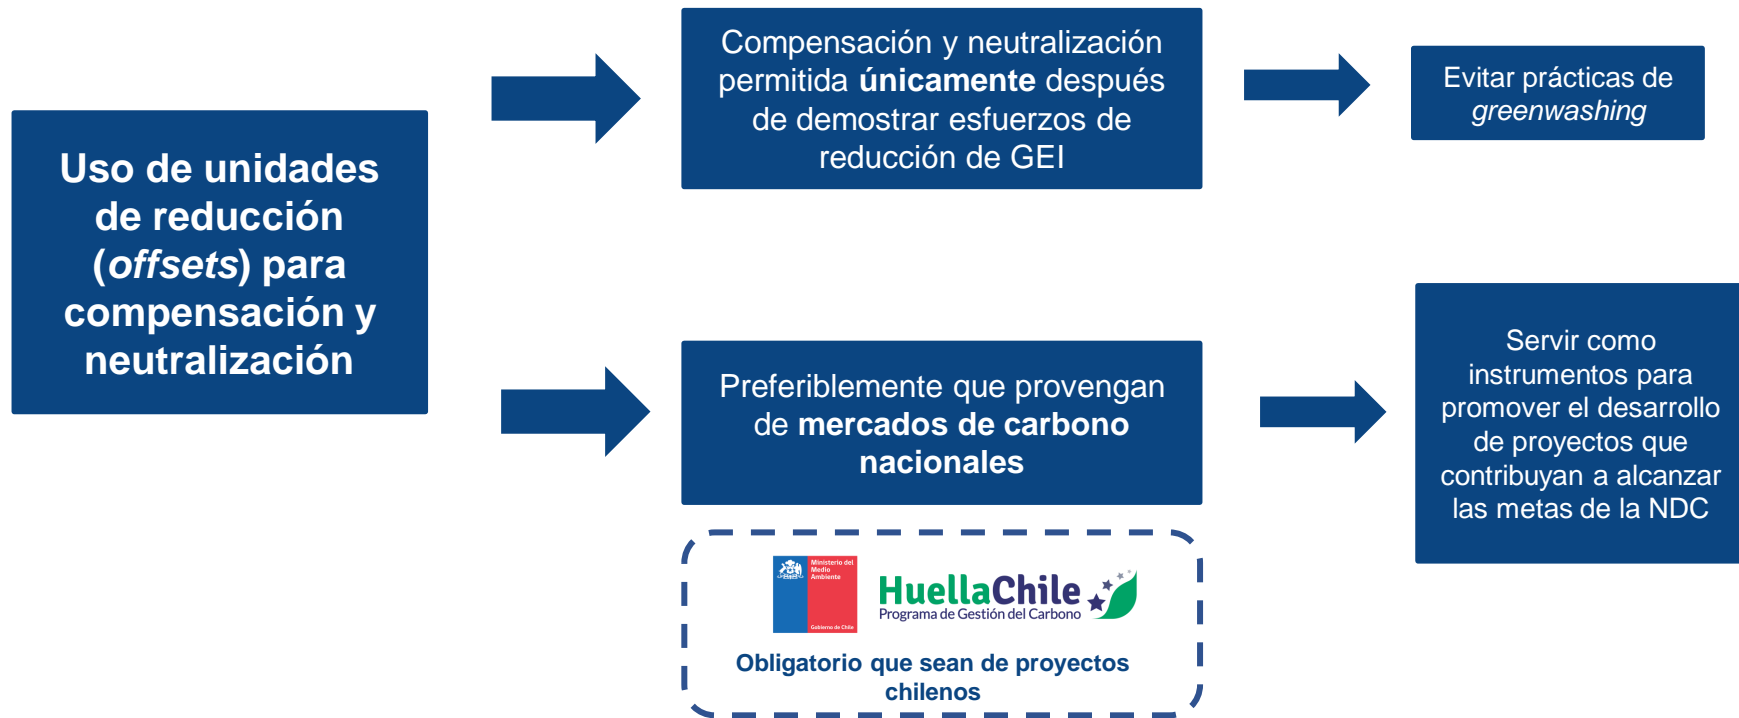 Uso de unidades
de reducción
(offsets) para
compensación y
neutralización
Compensación y neutralización
permitida únicamente después
de demostrar esfuerzos de
reducción de GEI
Evitar prácticas de
greenwashing
Preferiblemente que provengan
de mercados de carbono
nacionales
Servir como
instrumentos para
promover el desarrollo
de proyectos que
contribuyan a alcanzar
las metas de la NDC
Ministerio del
Medio
Ambiente
Gobierno de Chile
HuellaChile
Programa de Gestión del Carbono
Obligatorio que sean de proyectos
chilenos